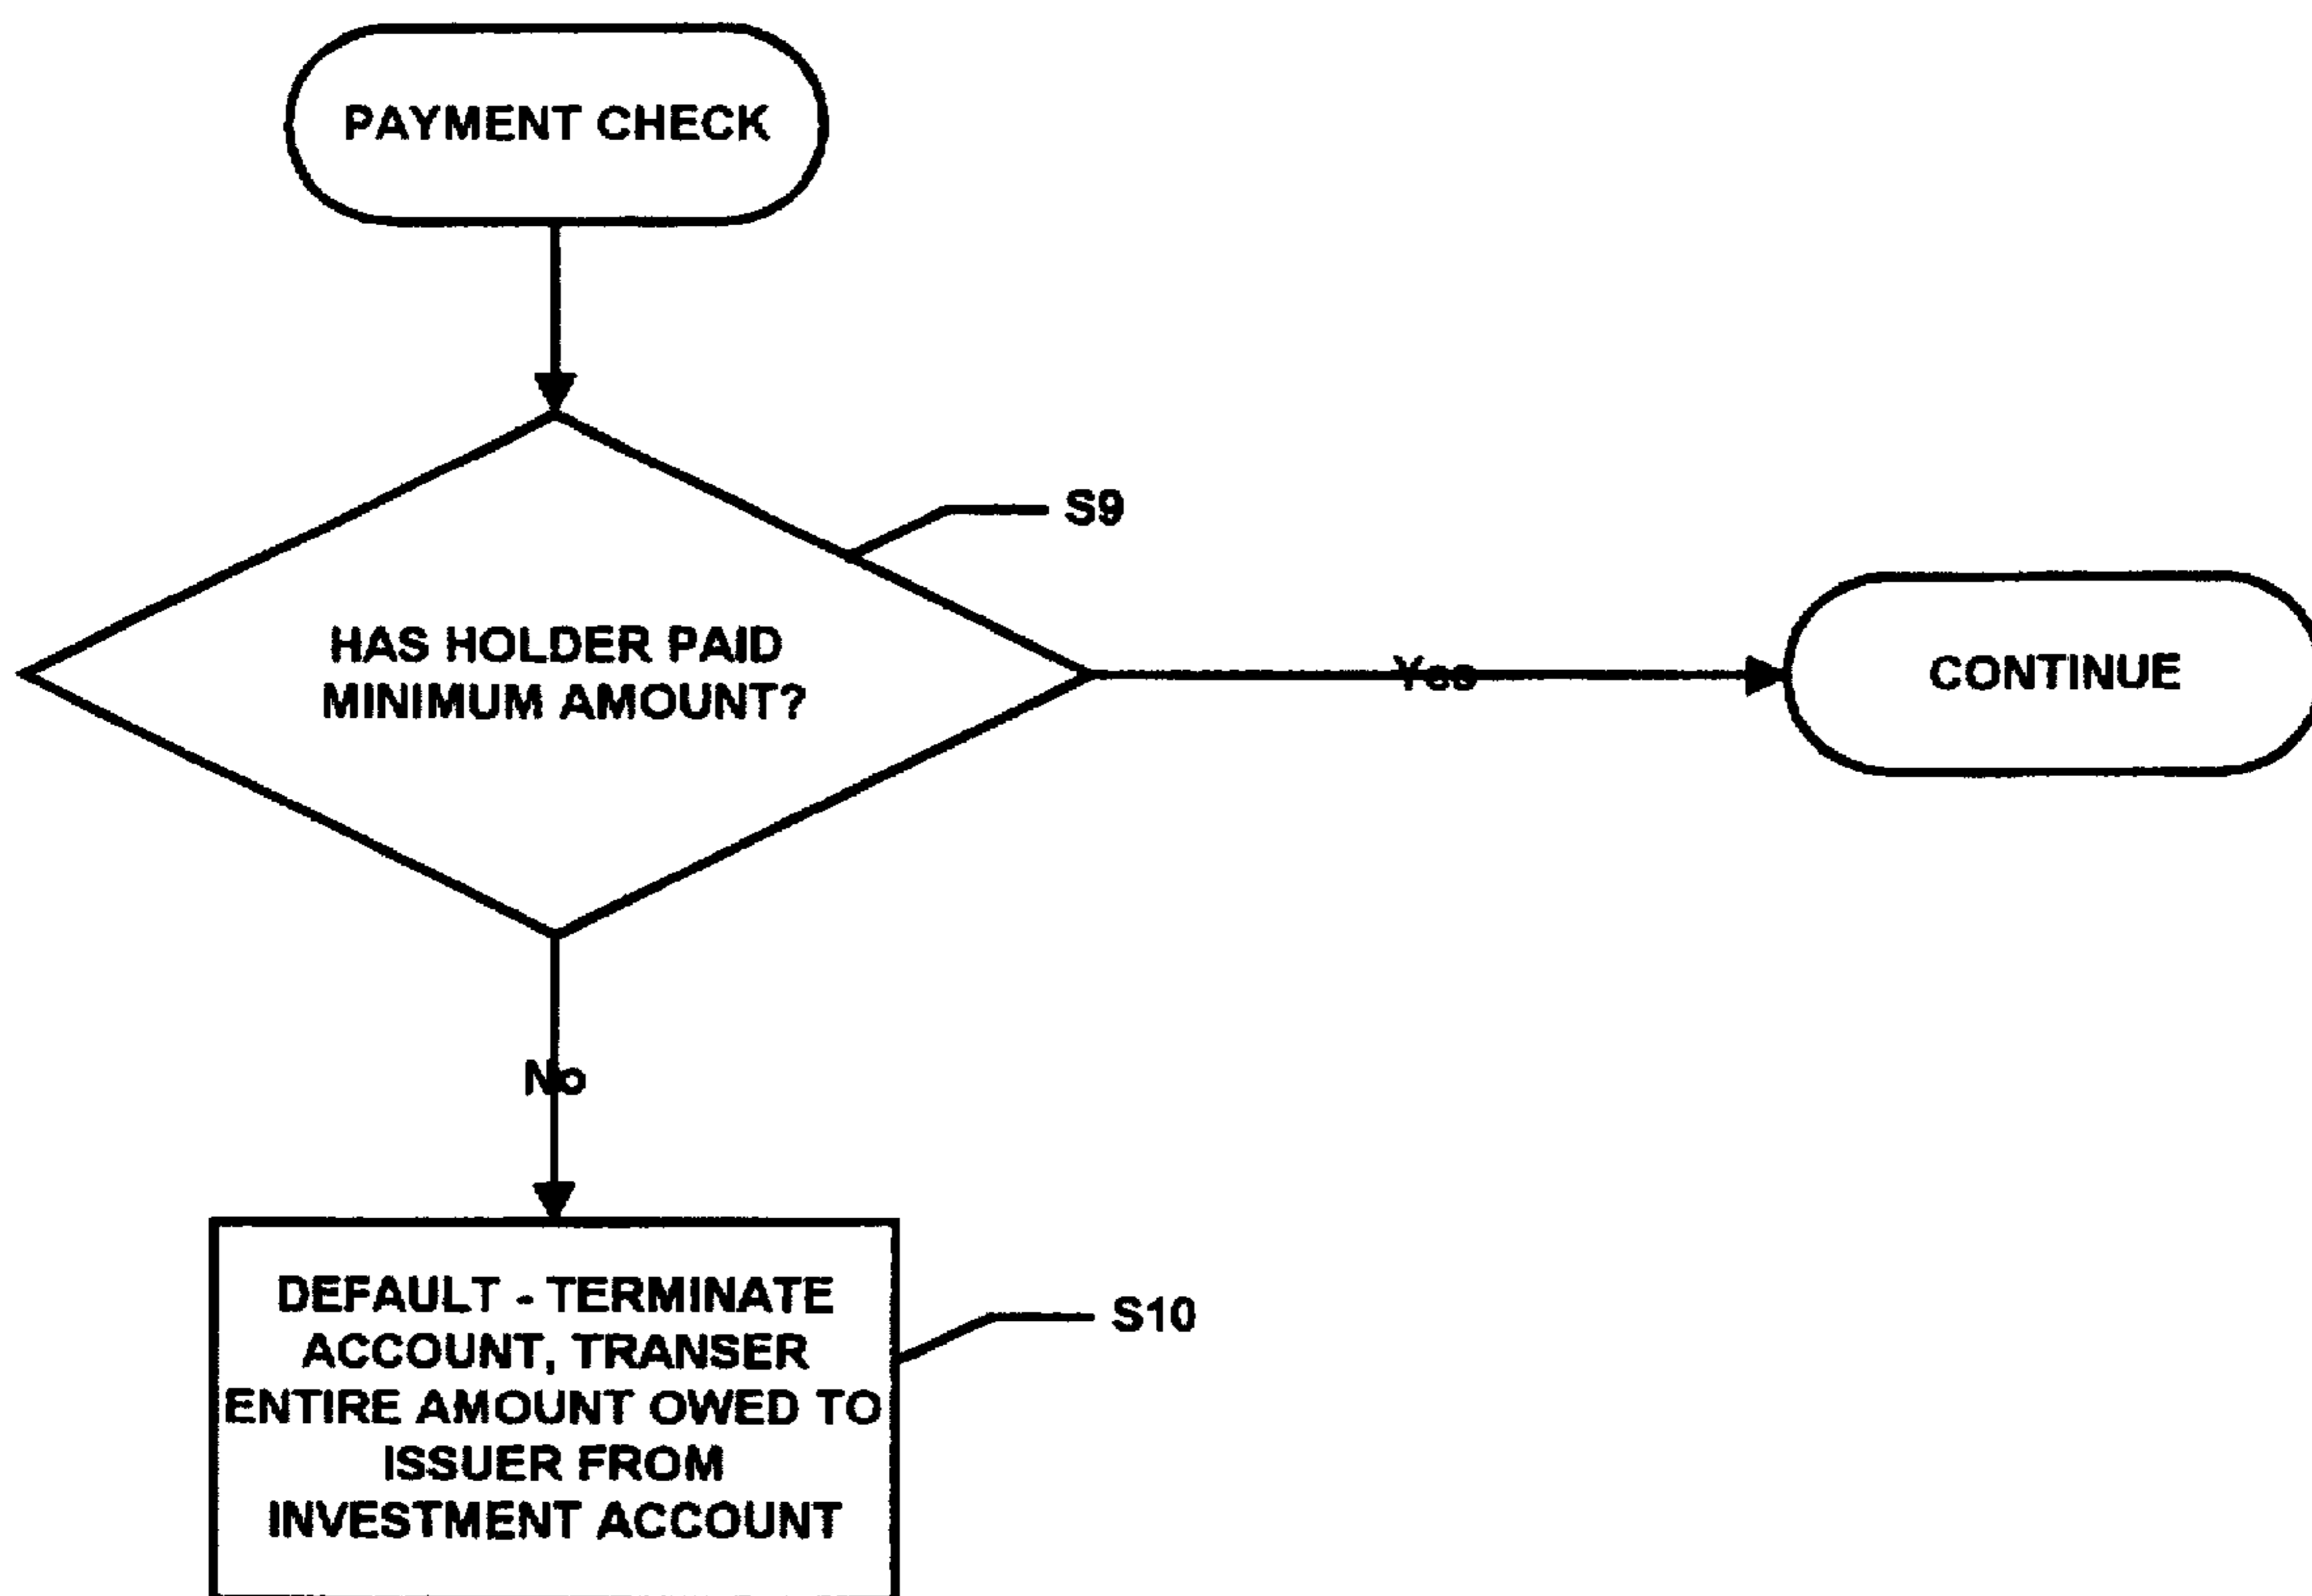 PAYMENT CHECK
S9
HAS HOLDER PAID
MINIMUM AMOUNT?
Yes
CONTINUE
No
DEFAULT - TERMINATE
ACCOUNT, TRANSER
ENTIRE AMOUNT OWED TO
ISSUER FROM
INVESTMENT ACCOUNT
S10